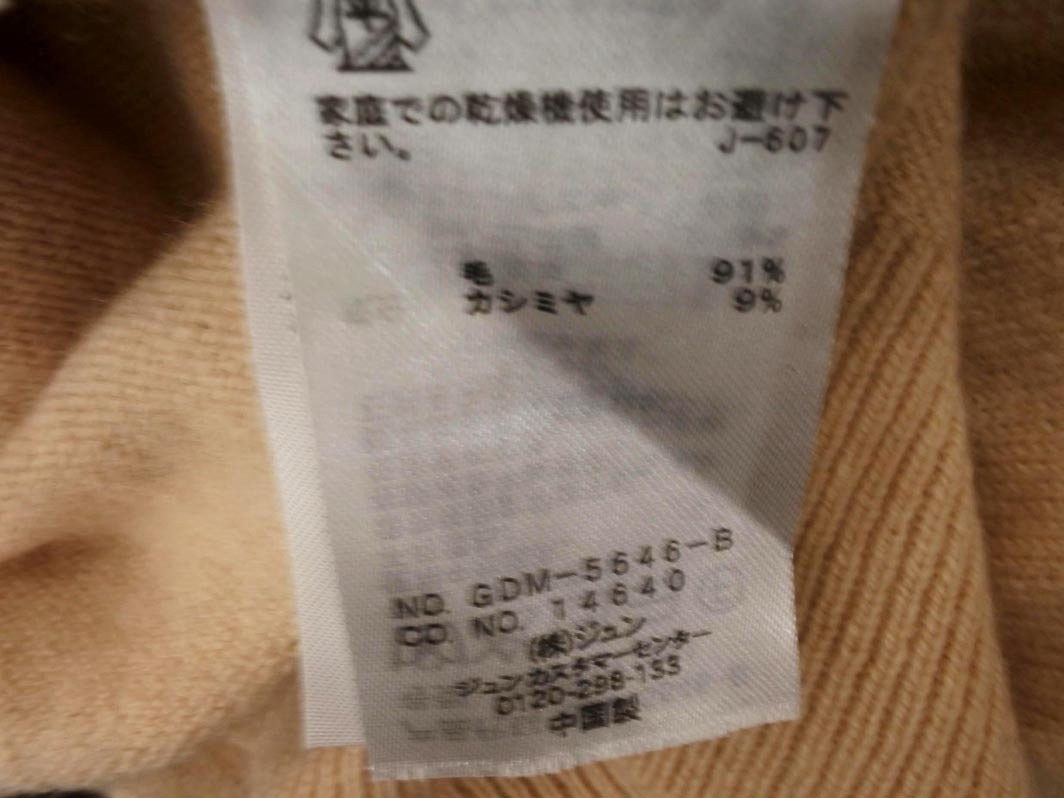 家庭での乾燥機使用はお避け下
さい。 J-607
毛 91%
カシミヤ 9%
NO. GDM-5646-B
CO. NO. 14640
(株)ジュン
ジュンカスタマーセンター
0120-298-133
中国製